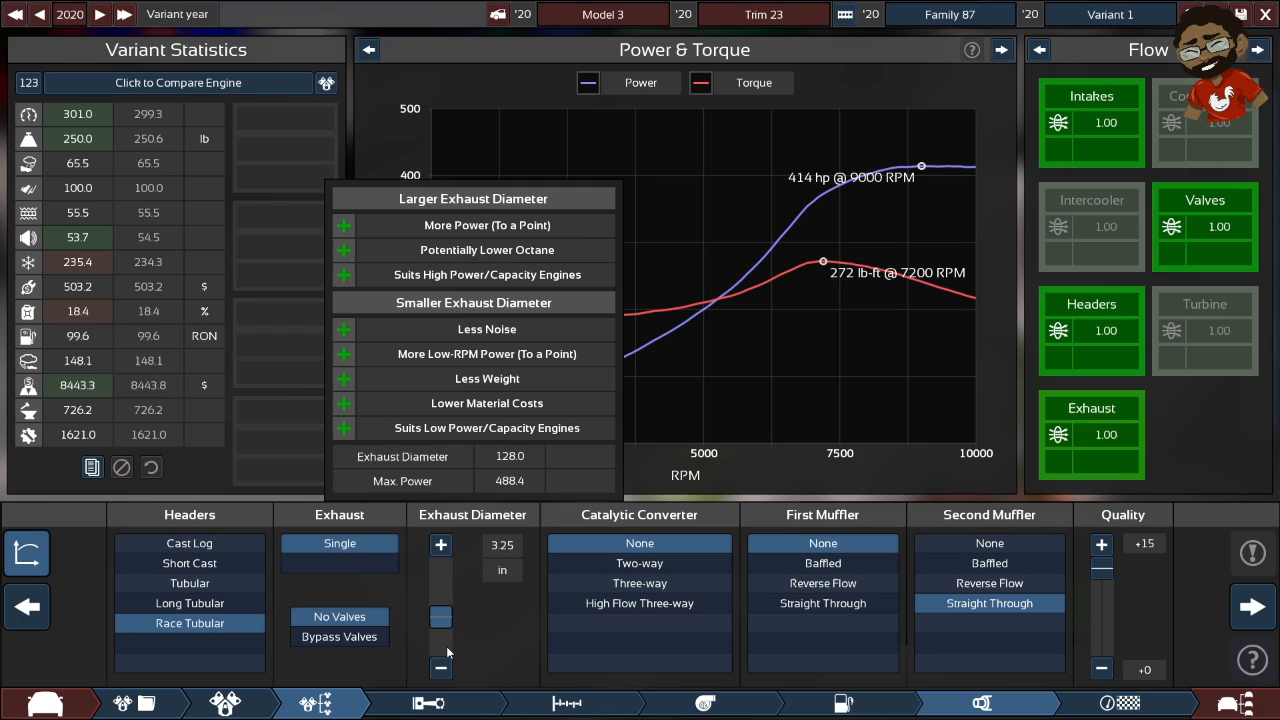 2020 Variant year '20 Model 3 '20 Trim 23 '20 Family 87 '20 Variant 1
Variant Statistics
123 Click to Compare Engine
301.0 299.3
250.0 250.6 lb
65.5 65.5
100.0 100.0
55.5 55.5
53.7 54.5
235.4 233.4
503.2 503.2 $
18.4 18.4 %
99.6 99.6 RON
148.1 148.1
8443.3 8443.8 $
726.2 726.2
1621.0 1621.0
Power & Torque ?
Power Torque
500
400
414 hp @ 9000 RPM
272 lb-ft @ 7200 RPM
5000 7500 10000
RPM
Larger Exhaust Diameter
More Power (To a Point)
Potentially Lower Octane
Suits High Power/Capacity Engines
Smaller Exhaust Diameter
Less Noise
More Low-RPM Power (To a Point)
Less Weight
Lower Material Costs
Suits Low Power/Capacity Engines
Exhaust Diameter 128.0
Max. Power 488.4
Flow
Intakes
1.00 1.00
Intercooler Valves
1.00 1.00
Headers Turbine
1.00 1.00
Exhaust
1.00
Headers
Cast Log
Short Cast
Tubular
Long Tubular
Race Tubular
Exhaust
Single
No Valves
Bypass Valves
Exhaust Diameter
+ 3.25
in
−
Catalytic Converter
None
Two-way
Three-way
High Flow Three-way
First Muffler
None
Baffled
Reverse Flow
Straight Through
Second Muffler
None
Baffled
Reverse Flow
Straight Through
Quality
+ +15
− +0
!
?